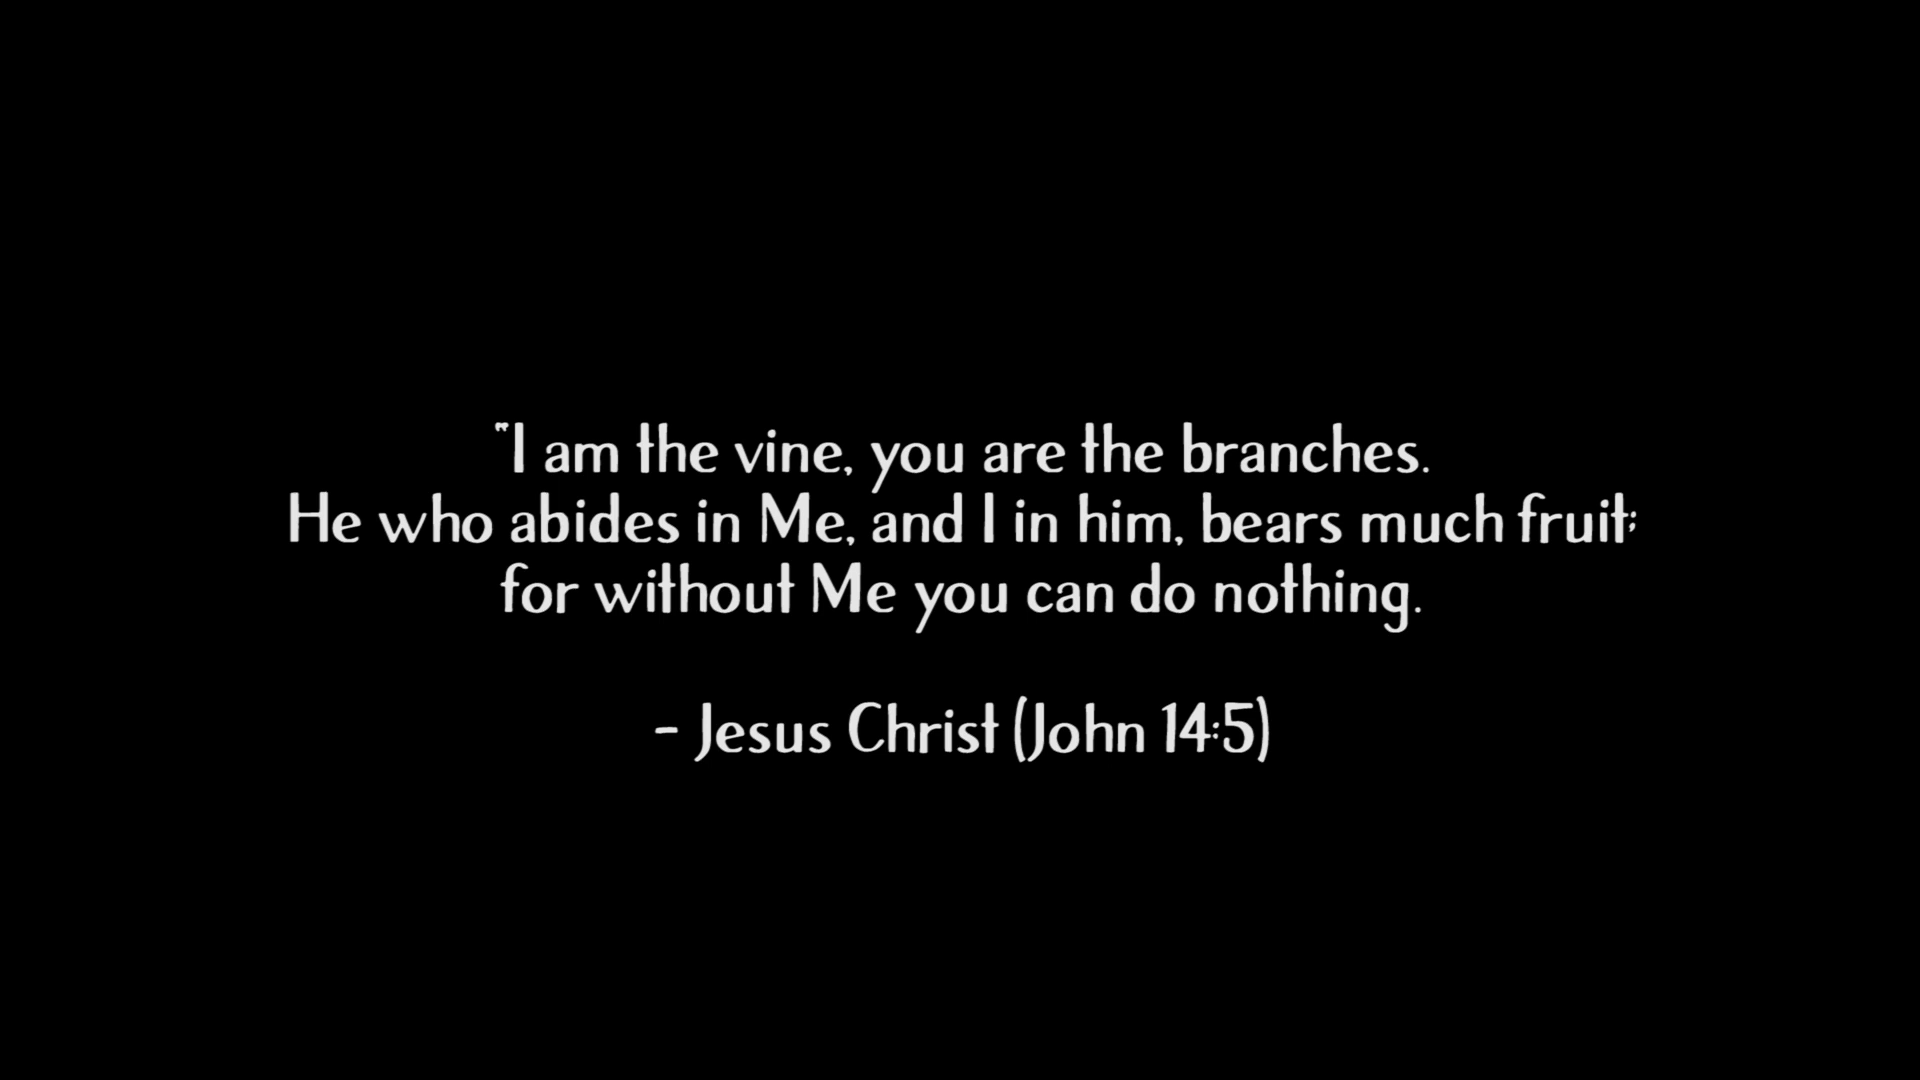 "I am the vine, you are the branches.
He who abides in Me, and I in him, bears much fruit;
for without Me you can do nothing.
- Jesus Christ (John 14:5)